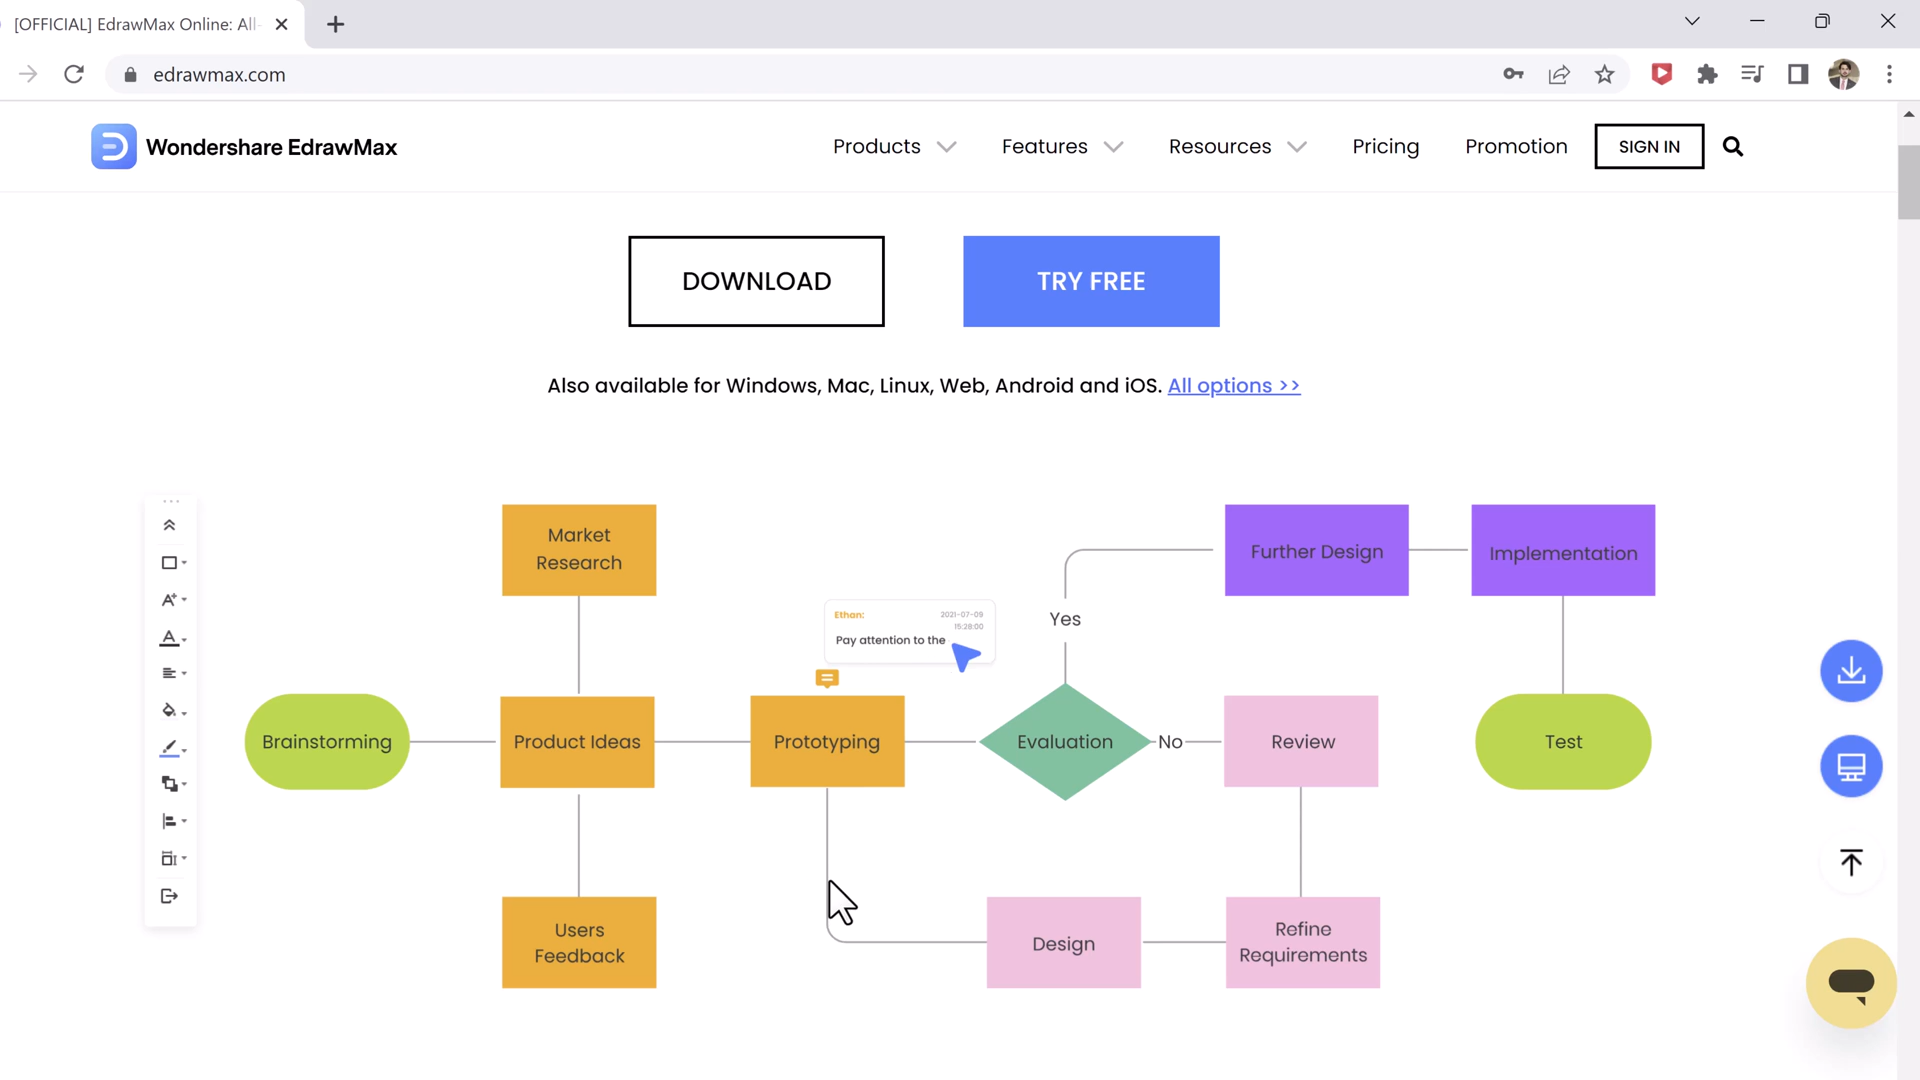 [OFFICIAL] EdrawMax Online: All-
edrawmax.com
Wondershare EdrawMax
Products
Features
Resources
Pricing
Promotion
SIGN IN
DOWNLOAD
TRY FREE
Also available for Windows, Mac, Linux, Web, Android and iOS. All options >>
Market
Research
Further Design
Implementation
Ethan:
2021-07-09
15:28:00
Pay attention to the
Yes
Brainstorming
Product Ideas
Prototyping
Evaluation
No
Review
Test
Users
Feedback
Design
Refine
Requirements